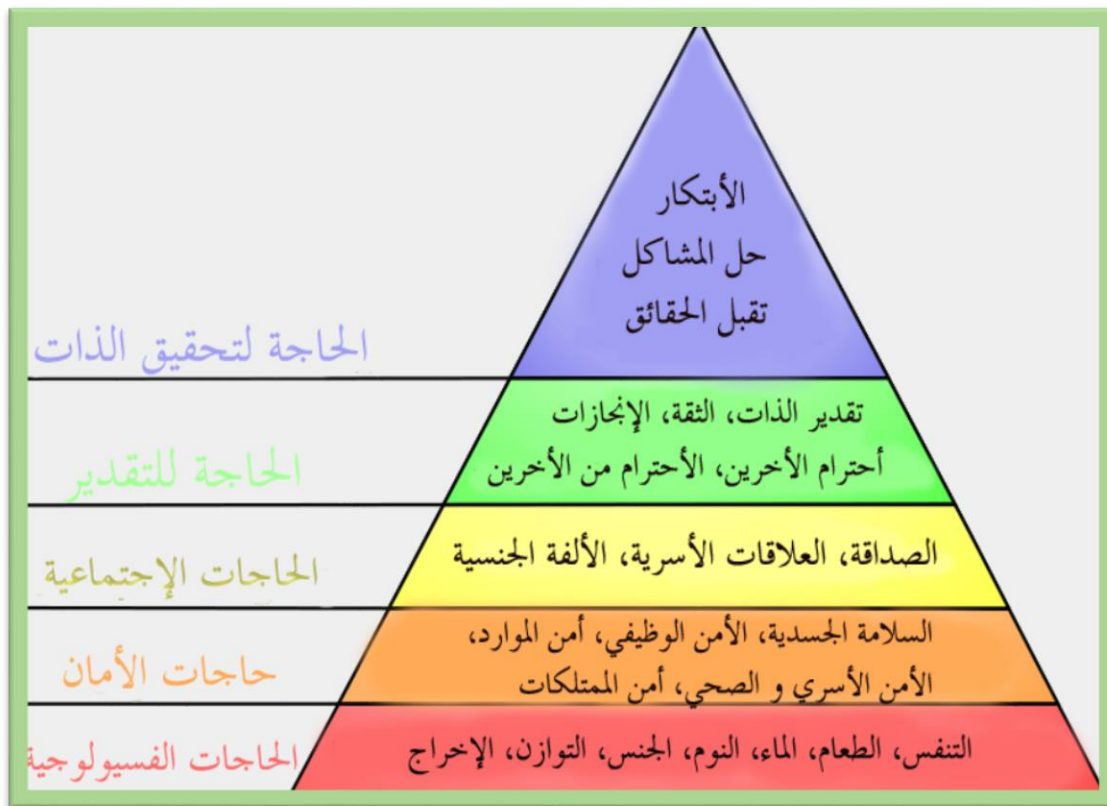 الأبتكار
حل المشاكل
تقبل الحقائق
الحاجة لتحقيق الذات
تقدير الذات، الثقة، الإنجازات
أحترام الأخرين، الأحترام من الأخرين
الحاجة للتقدير
الصداقة، العلاقات الأسرية، الألفة الجنسية
الحاجات الإجتماعية
السلامة الجسدية، الأمن الوظيفي، أمن الموارد،
الأمن الأسري و الصحي، أمن الممتلكات
حاجات الأمان
التنفس، الطعام، الماء، النوم، الجنس، التوازن، الإخراج
الحاجات الفسيولوجية